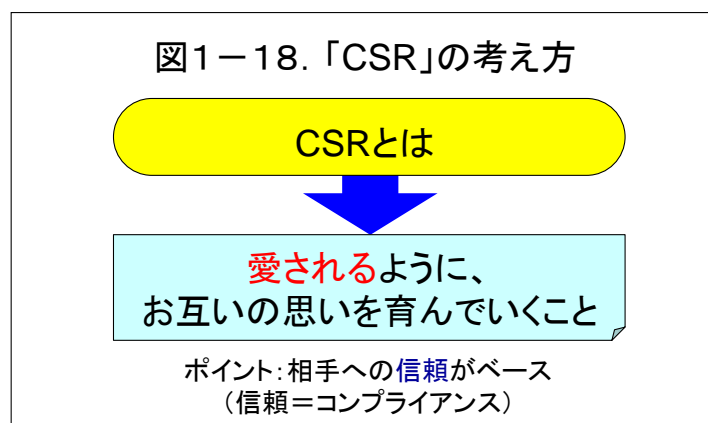 図1－18．「CSR」の考え方
CSRとは
愛されるように、
お互いの思いを育んでいくこと
ポイント：相手への信頼がベース
（信頼＝コンプライアンス）